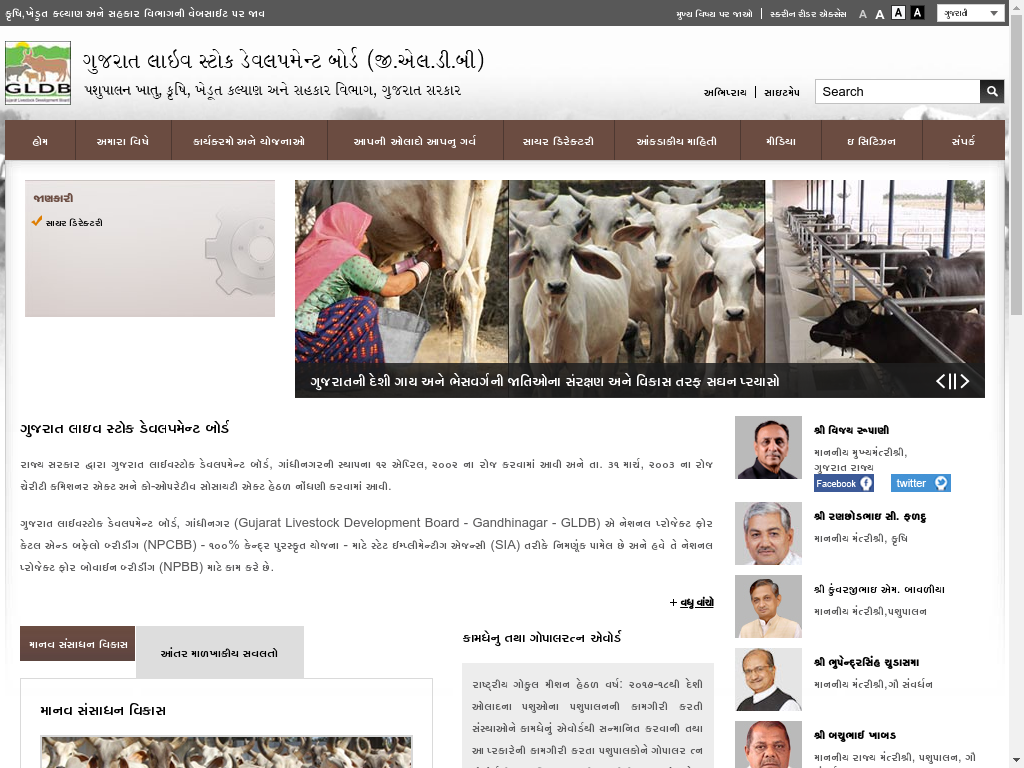 કૃષિ,ખેડૂત કલ્યાણ અને સહકાર વિભાગની વેબસાઈટ પર જાવ
મુખ્ય વિષય પર જાઓ | સ્ક્રીન રીડર એક્સેસ A A A A ગુજરાતી
ગુજરાત લાઇવ સ્ટોક ડેવલપમેન્ટ બોર્ડ (જી.એલ.ડી.બી)
GLDB
Gujarat Livestock Development Board
પશુપાલન ખાતુ, કૃષિ, ખેડૂત કલ્યાણ અને સહકાર વિભાગ, ગુજરાત સરકાર
અભિપ્રાય | સાઇટમેપ Search
હોમ અમારા વિષે કાર્યક્રમો અને યોજનાઓ આપની ઓલાદો આપનુ ગર્વ સાયર ડિરેક્ટરી આંકડાકીય માહિતી મીડિયા ઇ સિટિઝન સંપર્ક
જાણકારી
સાયર ડિરેક્ટરી
ગુજરાતની દેશી ગાય અને ભેસવર્ગની જાતિઓના સંરક્ષણ અને વિકાસ તરફ સઘન પ્રયાસો
ગુજરાત લાઇવ સ્ટોક ડેવલપમેન્ટ બોર્ડ
રાજ્ય સરકાર દ્વારા ગુજરાત લાઈવસ્ટોક ડેવલપમેન્ટ બોર્ડ, ગાંધીનગરની સ્થાપના ૧૨ એપ્રિલ, ૨૦૦૨ ના રોજ કરવામાં આવી અને તા. ૩૧ માર્ચ, ૨૦૦૩ ના રોજ
ચેરીટી કમિશનર એક્ટ અને કો-ઓપરેટીવ સોસાયટી એક્ટ હેઠળ નોંધણી કરવામાં આવી.
ગુજરાત લાઈવસ્ટોક ડેવલપમેન્ટ બોર્ડ, ગાંધીનગર (Gujarat Livestock Development Board - Gandhinagar - GLDB) એ નેશનલ પ્રોજેક્ટ ફોર
કેટલ એન્ડ બફેલો બ્રીડીંગ (NPCBB) - ૧૦૦% કેન્દ્ર પુરસ્કૃત યોજના - માટે સ્ટેટ ઈમ્પ્લીમેન્ટીંગ એજન્સી (SIA) તરીકે નિમણૂંક પામેલ છે અને હવે તે નેશનલ
પ્રોજેક્ટ ફોર બોવાઈન બ્રીડીંગ (NPBB) માટે કામ કરે છે.
+ વધુ વાંચો
શ્રી વિજય રૂપાણી
માનનીય મુખ્યમંત્રીશ્રી,
ગુજરાત રાજ્ય
Facebook twitter
શ્રી રણછોડભાઇ સી. ફળદુ
માનનીય મંત્રીશ્રી, કૃષિ
શ્રી કુંવરજીભાઇ એમ. બાવળીયા
માનનીય મંત્રીશ્રી,પશુપાલન
શ્રી ભુપેન્દ્રસિંહ ચુડાસમા
માનનીય મંત્રીશ્રી,ગૌ સંવર્ધન
શ્રી બચુભાઈ ખાબડ
માનનીય રાજ્ય મંત્રીશ્રી, પશુપાલન, ગૌ
માનવ સંસાધન વિકાસ આંતર માળખાકીય સવલતો
માનવ સંસાધન વિકાસ
કામધેનુ તથા ગોપાલરત્ન એવોર્ડ
રાષ્ટ્રીય ગોકુલ મીશન હેઠળ વર્ષ: ૨૦૧૭-૧૮થી દેશી
ઓલાદના પશુઓના પશુપાલનની કામગીરી કરતી
સંસ્થાઓને કામધેનું એવોર્ડથી સન્માનિત કરવાની તથા
આ પ્રકારેની કામગીરી કરતા પશુપાલકોને ગોપાલર ત્ન